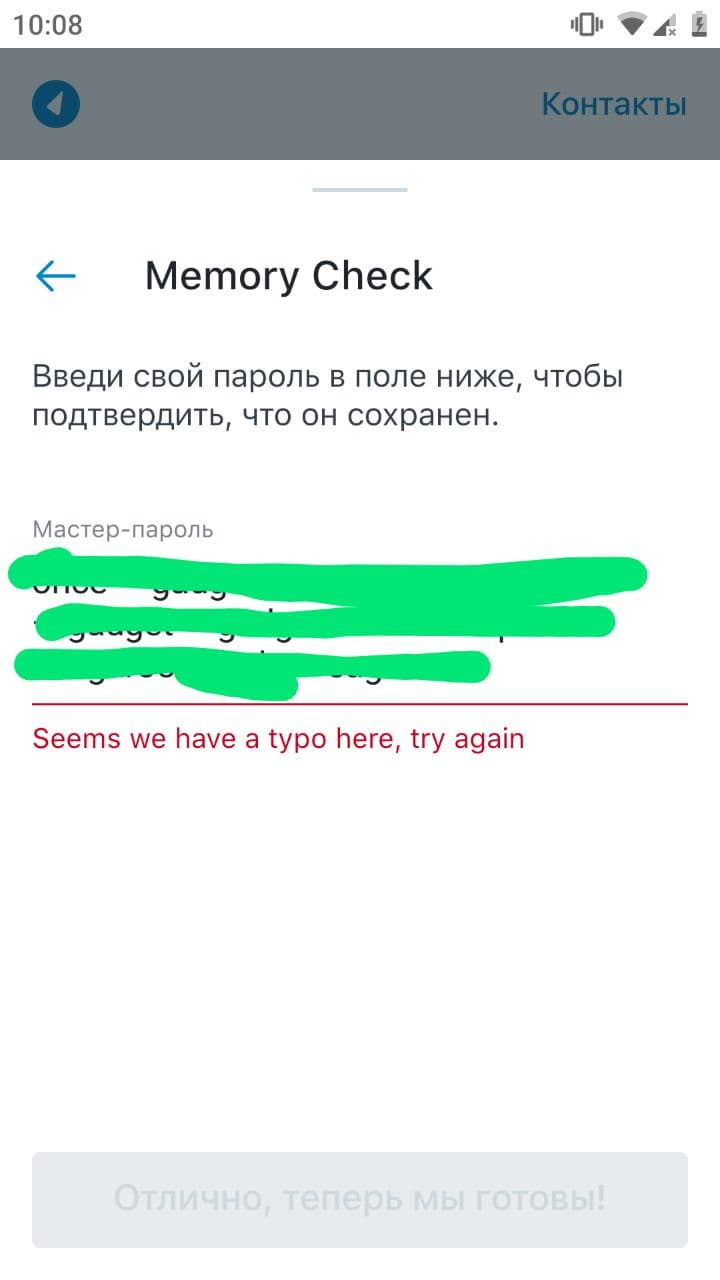 10:08
Контакты
Memory Check
Введи свой пароль в поле ниже, чтобы
подтвердить, что он сохранен.
Мастер-пароль
Seems we have a typo here, try again
Отлично, теперь мы готовы!